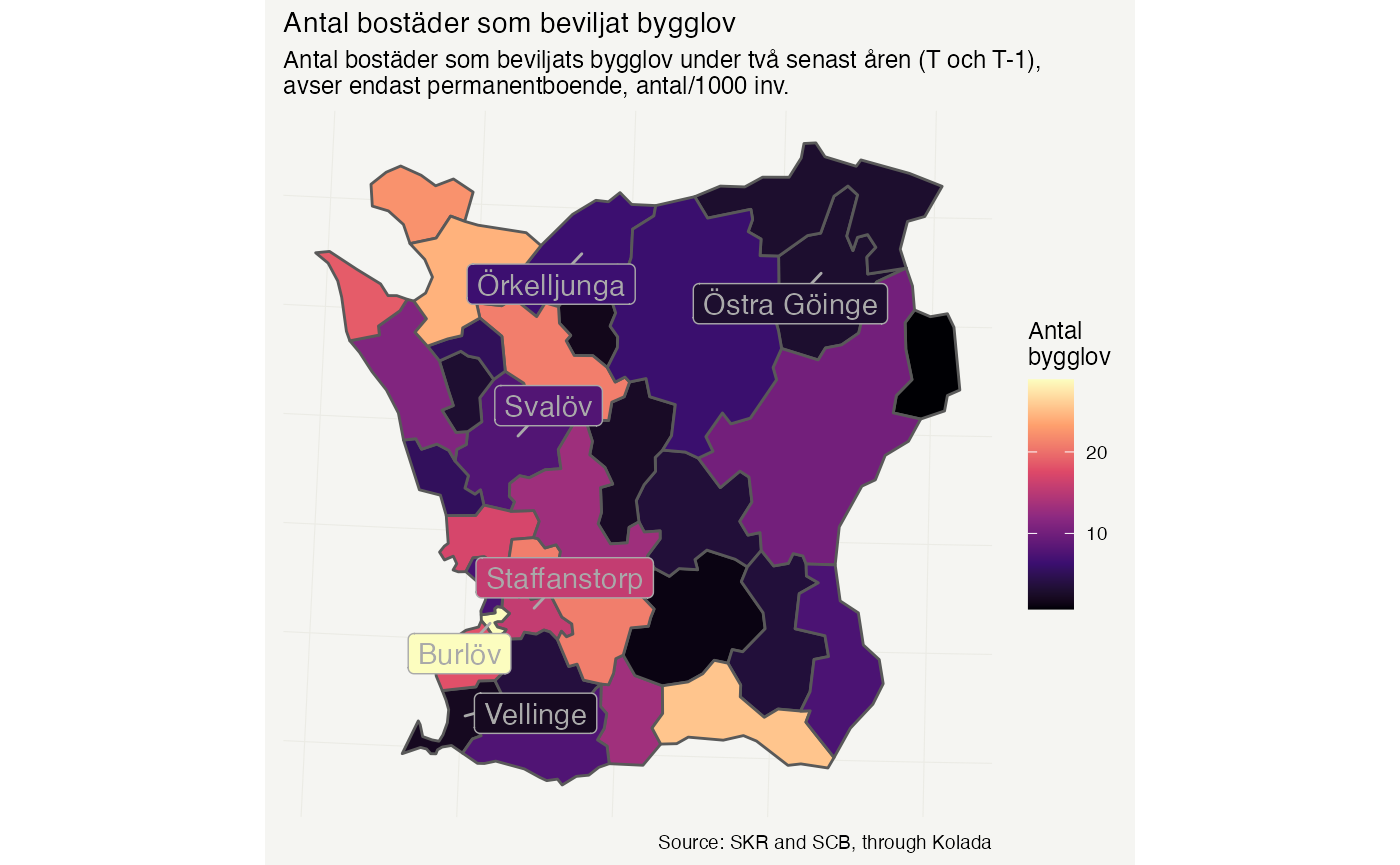 Antal bostäder som beviljat bygglov
Antal bostäder som beviljats bygglov under två senast åren (T och T-1),
avser endast permanentboende, antal/1000 inv.
Örkelljunga
Östra Göinge
Antal
bygglov
Svalöv
20
10
Staffanstorp
Burlöv
Vellinge
Source: SKR and SCB, through Kolada